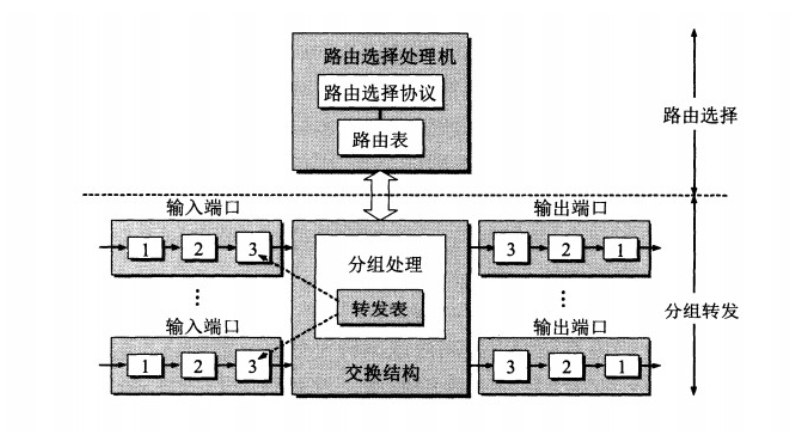 路由选择处理机
路由选择协议
路由表
路由选择
输入端口
输出端口
1 2 3
3 2 1
分组处理
转发表
⋮
⋮
分组转发
输入端口
输出端口
1 2 3
3 2 1
交换结构